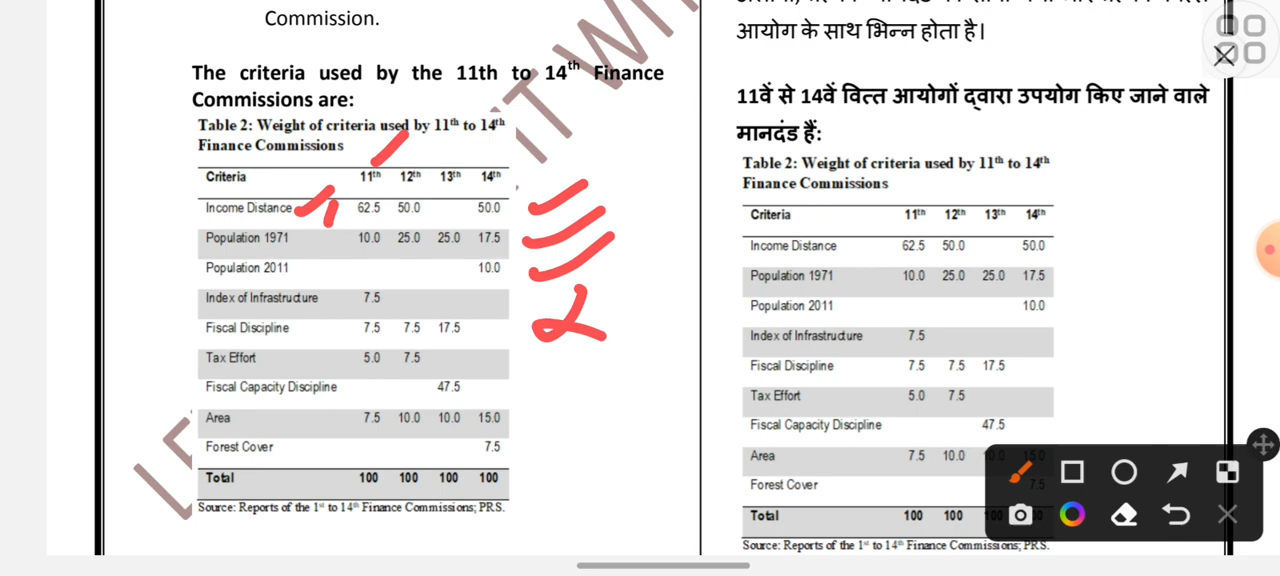 Commission.
The criteria used by the 11th to 14th Finance
Commissions are:
Table 2: Weight of criteria used by 11th to 14th
Finance Commissions
Criteria 11th 12th 13th 14th
Income Distance 62.5 50.0 50.0
Population 1971 10.0 25.0 25.0 17.5
Population 2011 10.0
Index of Infrastructure 7.5
Fiscal Discipline 7.5 7.5 17.5
Tax Effort 5.0 7.5
Fiscal Capacity Discipline 47.5
Area 7.5 10.0 10.0 15.0
Forest Cover 7.5
Total 100 100 100 100
Source: Reports of the 1st to 14th Finance Commissions; PRS.
आयोग के साथ भिन्न होता है।
11वें से 14वें वित्त आयोगों द्वारा उपयोग किए जाने वाले
मानदंड हैं:
Table 2: Weight of criteria used by 11th to 14th
Finance Commissions
Criteria 11th 12th 13th 14th
Income Distance 62.5 50.0 50.0
Population 1971 10.0 25.0 25.0 17.5
Population 2011 10.0
Index of Infrastructure 7.5
Fiscal Discipline 7.5 7.5 17.5
Tax Effort 5.0 7.5
Fiscal Capacity Discipline 47.5
Area 7.5 10.0 10.0 15.0
Forest Cover 7.5
Total 100 100
Source: Reports of the 1st to 14th Finance Commissions; PRS.